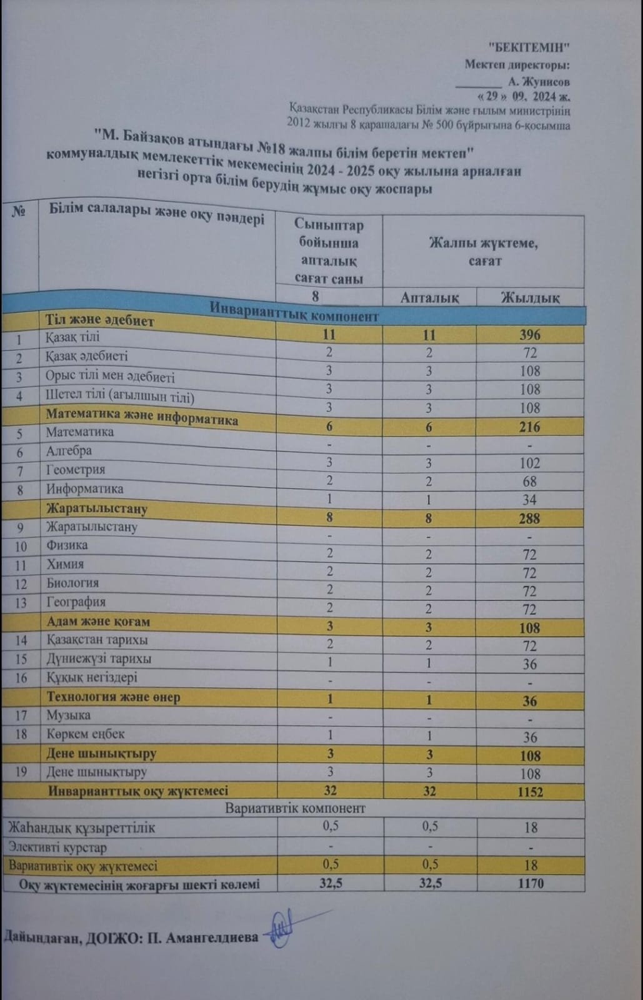 "БЕКІТЕМІН"
Мектеп директоры:
________ А. Жунисов
« 29 » 09. 2024 ж.
Қазақстан Республикасы Білім және ғылым министрінің
2012 жылғы 8 қарашадағы № 500 бұйрығына 6-қосымша
"М. Байзақов атындағы №18 жалпы білім беретін мектеп"
коммуналдық мемлекеттік мекемесінің 2024 - 2025 оқу жылына арналған
негізгі орта білім берудің жұмыс оқу жоспары
№ Білім салалары және оқу пәндері Сыныптар бойынша апталық сағат саны Жалпы жүктеме, сағат
8 Апталық Жылдық
Инварианттық компонент
Тіл және әдебиет 11 11 396
1 Қазақ тілі 2 2 72
2 Қазақ әдебиеті 3 3 108
3 Орыс тілі мен әдебиеті 3 3 108
4 Шетел тілі (ағылшын тілі) 3 3 108
Математика және информатика 6 6 216
5 Математика - - -
6 Алгебра 3 3 102
7 Геометрия 2 2 68
8 Информатика 1 1 34
Жаратылыстану 8 8 288
9 Жаратылыстану - - -
10 Физика 2 2 72
11 Химия 2 2 72
12 Биология 2 2 72
13 География 2 2 72
Адам және қоғам 3 3 108
14 Қазақстан тарихы 2 2 72
15 Дүниежүзі тарихы 1 1 36
16 Құқық негіздері - - -
Технология және өнер 1 1 36
17 Музыка - - -
18 Көркем еңбек 1 1 36
Дене шынықтыру 3 3 108
19 Дене шынықтыру 3 3 108
Инварианттық оқу жүктемесі 32 32 1152
Вариативтік компонент
Жаһандық құзыреттілік 0,5 0,5 18
Элективті курстар - - -
Вариативтік оқу жүктемесі 0,5 0,5 18
Оқу жүктемесінің жоғарғы шекті көлемі 32,5 32,5 1170
Дайындаған, ДОІЖО: П. Амангелдиева